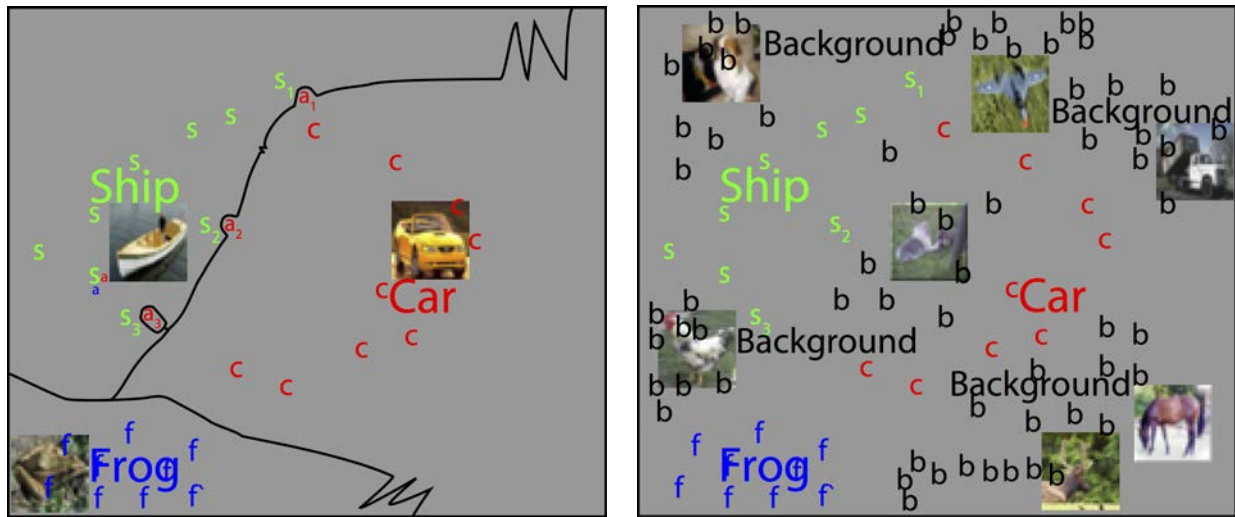 s1
a1
s
s
c
s
c
Ship
s
s2
a2
c
c
s
s
a
a
c
Car
s3
a3
c
c
c
c
f
f
f
f
Frog
f
f
f
f
f
b b b b b
b Background b b b b
b b b
s1 b b b
b s Background
b s c b b b
b b b b
s c
b
Ship
s b b b c b
s2 c
s b b
b b b c Car
b s3 b
b b c b b
b Background c
c b b
b b b c Background b
b b b
b b
f f f
f Frog f b b b b b b b
f f f f b b